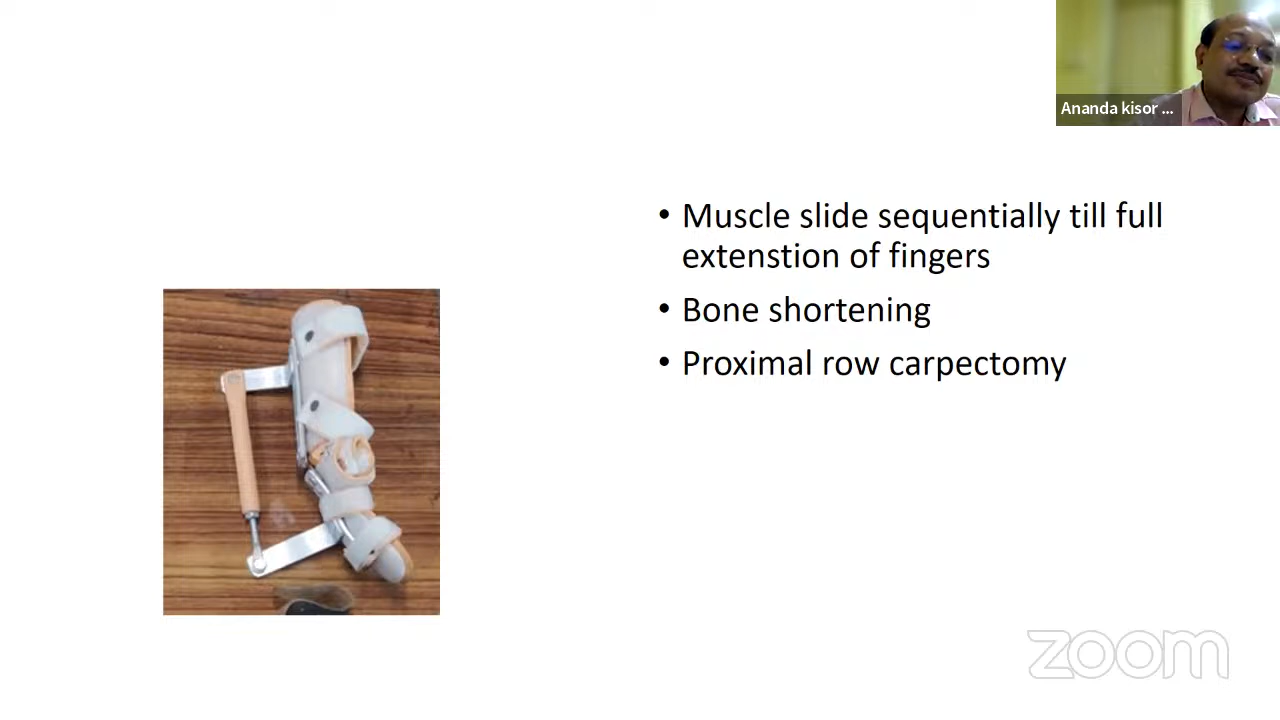 Ananda kisor ...
• Muscle slide sequentially till full
extenstion of fingers
• Bone shortening
• Proximal row carpectomy
zoom